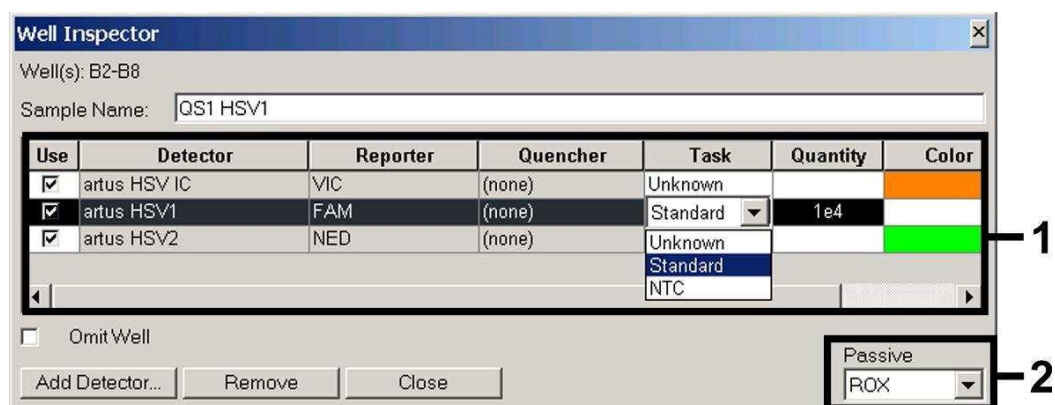 Well Inspector
Well(s): B2-B8
Sample Name: QS1 HSV1
Use Detector Reporter Quencher Task Quantity Color
artus HSV IC VIC (none) Unknown
artus HSV1 FAM (none) Standard 1e4
artus HSV2 NED (none) Unknown
Standard
NTC
1
Omit Well
Passive
Add Detector... Remove Close ROX
2